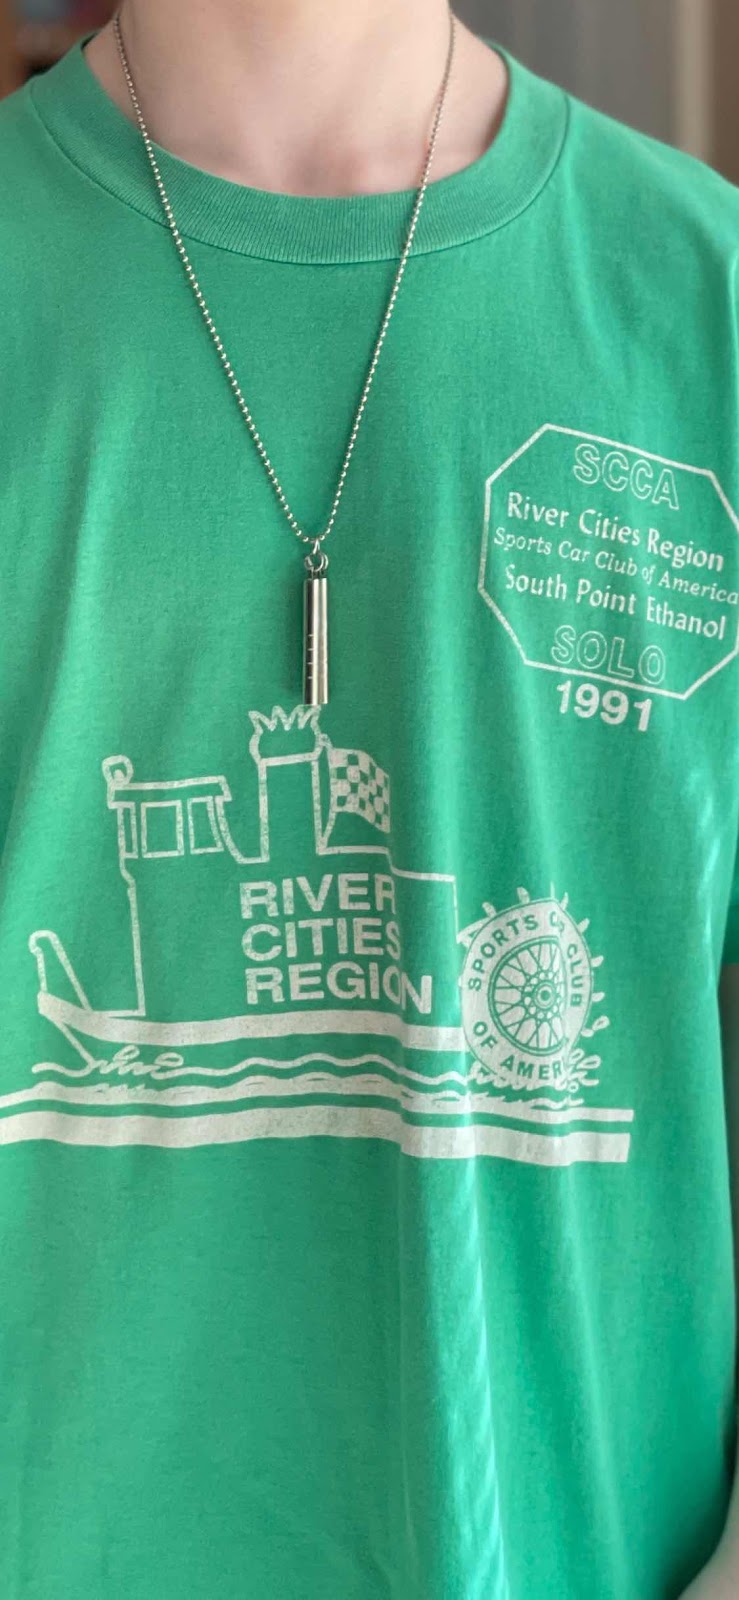 SCCA
River Cities Region
Sports Car Club of America
South Point Ethanol
SOLO
1991
RIVER
CITIES
REGION
SPORTS C CLUB
OF AMER